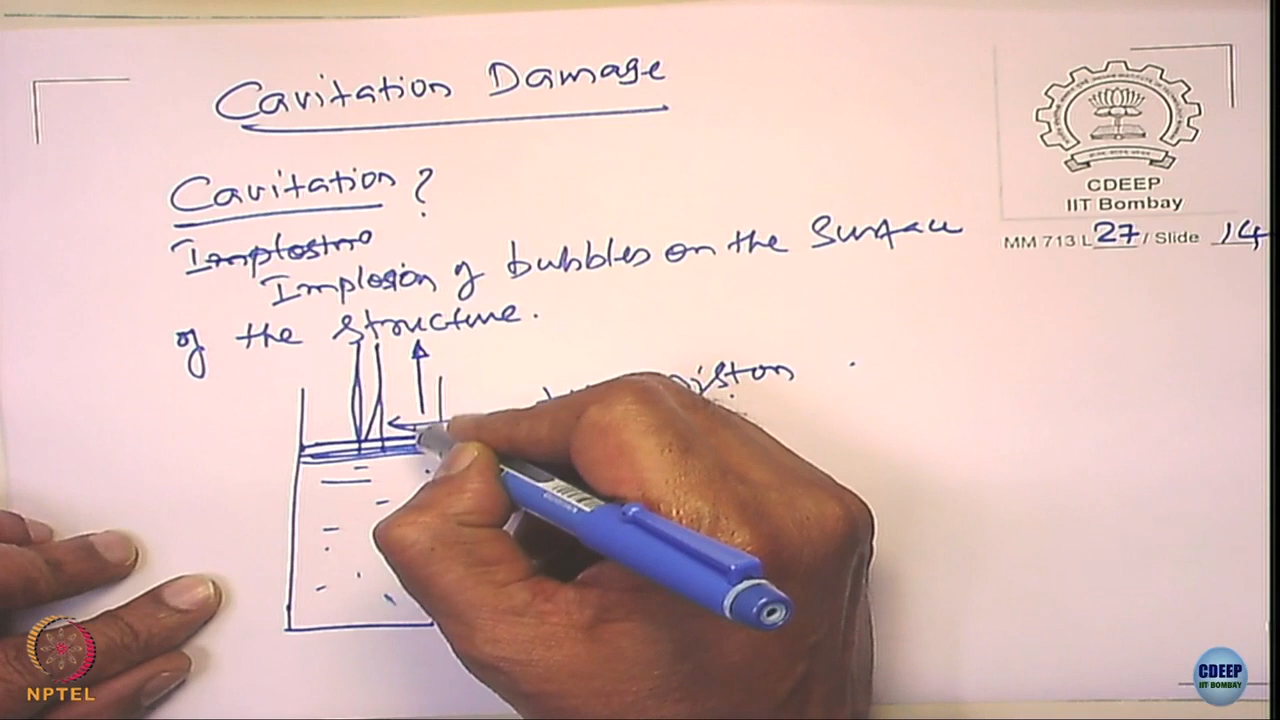 Cavitation Damage
Cavitation ?
Implosion of bubbles on the surface
of the structure.
piston
CDEEP
IIT Bombay
MM 713 L 27 / Slide 14
NPTEL
CDEEP
IIT BOMBAY